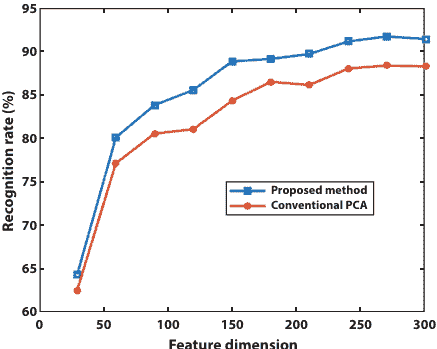 95
90
85
80
75
70
65
60
Recognition rate (%)
Proposed method
Conventional PCA
0 50 100 150 200 250 300
Feature dimension